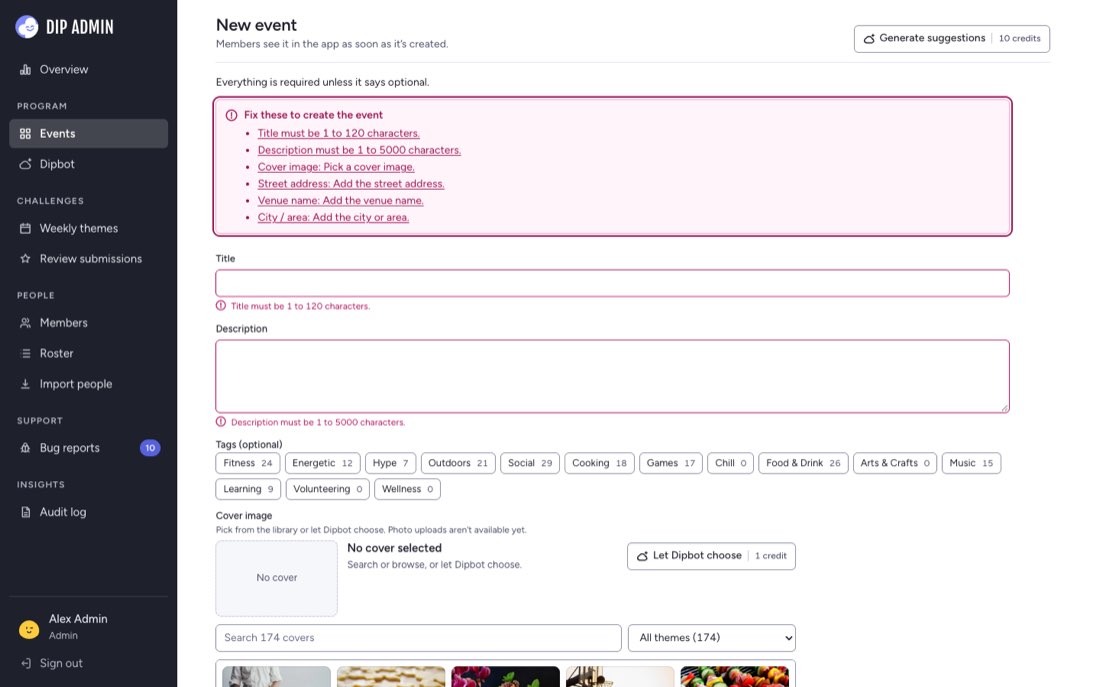 DIP ADMIN
Overview
PROGRAM
Events
Dipbot
CHALLENGES
Weekly themes
Review submissions
PEOPLE
Members
Roster
Import people
SUPPORT
Bug reports 10
INSIGHTS
Audit log
Alex Admin
Admin
Sign out
New event
Members see it in the app as soon as it's created.
Generate suggestions | 10 credits
Everything is required unless it says optional.
Fix these to create the event
• Title must be 1 to 120 characters.
• Description must be 1 to 5000 characters.
• Cover image: Pick a cover image.
• Street address: Add the street address.
• Venue name: Add the venue name.
• City / area: Add the city or area.
Title
Title must be 1 to 120 characters.
Description
Description must be 1 to 5000 characters.
Tags (optional)
Fitness 24 Energetic 12 Hype 7 Outdoors 21 Social 29 Cooking 18 Games 17 Chill 0 Food & Drink 26 Arts & Crafts 0 Music 15
Learning 9 Volunteering 0 Wellness 0
Cover image
Pick from the library or let Dipbot choose. Photo uploads aren't available yet.
No cover
No cover selected
Search or browse, or let Dipbot choose.
Let Dipbot choose | 1 credit
Search 174 covers
All themes (174)